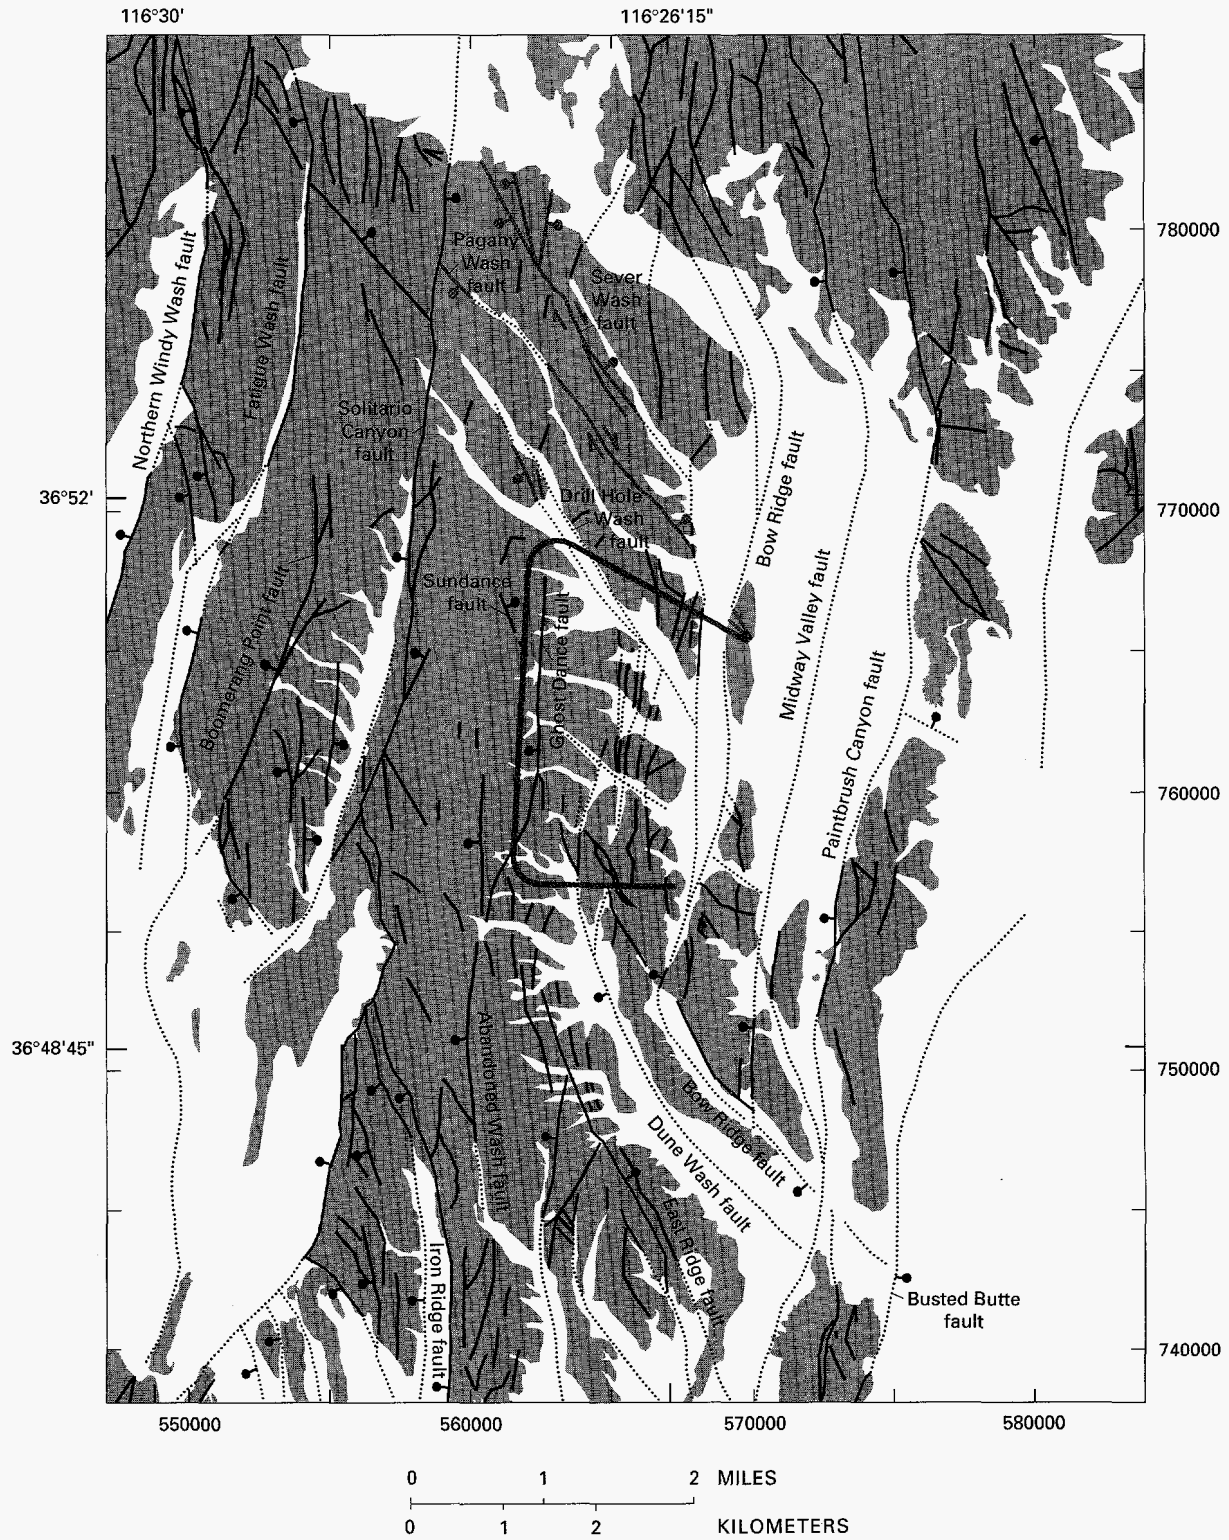 116°30'
116°26'15"
780000
770000
760000
750000
740000
36°52'
36°48'45"
Northern Windy Wash fault
Fatigue Wash fault
Pagany
Wash
fault
Sever
Wash
fault
Solitario
Canyon
fault
Drill Hole
Wash
fault
Bow Ridge fault
Midway Valley fault
Paintbrush Canyon fault
Sundance
fault
Boomerang Point fault
Ghost Dance fault
Abandoned Wash fault
Bow Ridge fault
Dune Wash fault
East Ridge fault
Iron Ridge fault
Busted Butte
fault
550000
560000
570000
580000
0
1
2
MILES
0
1
2
KILOMETERS